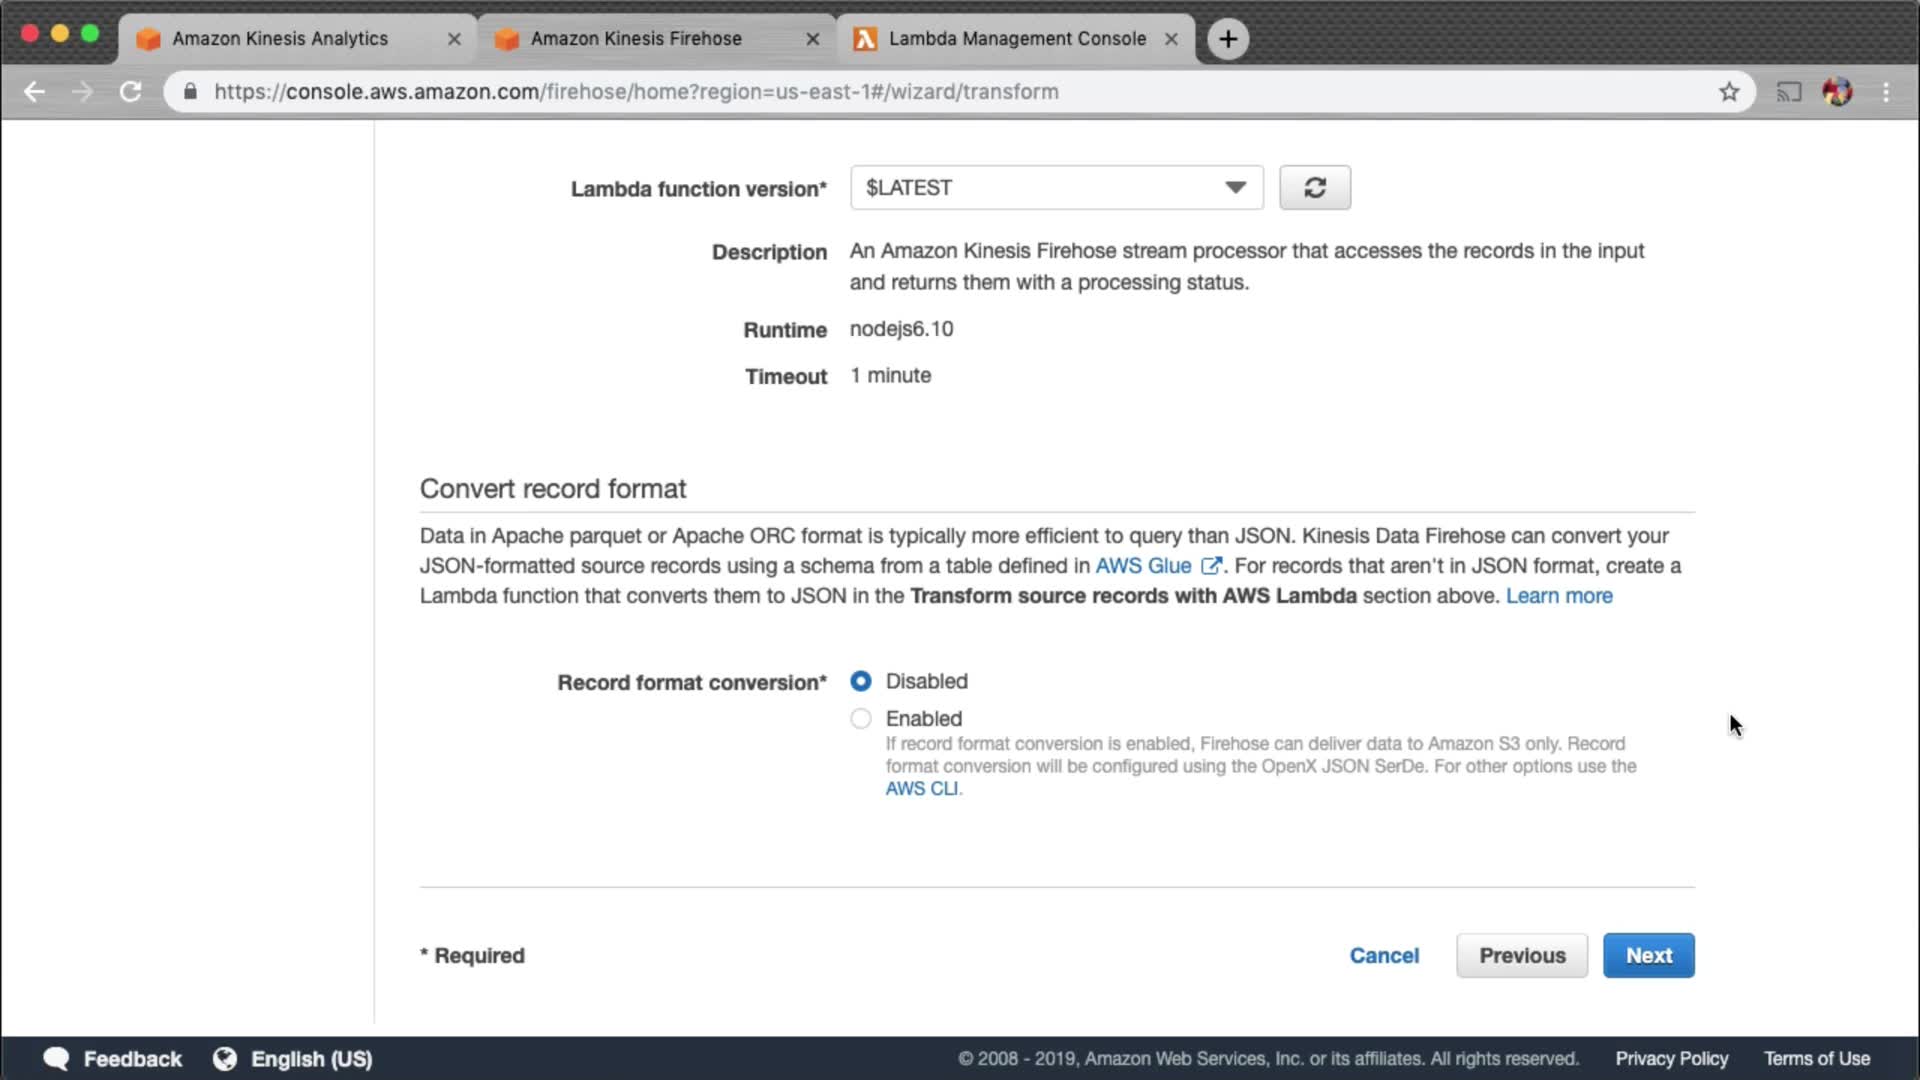 Amazon Kinesis Analytics
Amazon Kinesis Firehose
Lambda Management Console
https://console.aws.amazon.com/firehose/home?region=us-east-1#/wizard/transform
Lambda function version* $LATEST
Description An Amazon Kinesis Firehose stream processor that accesses the records in the input
and returns them with a processing status.
Runtime nodejs6.10
Timeout 1 minute
Convert record format
Data in Apache parquet or Apache ORC format is typically more efficient to query than JSON. Kinesis Data Firehose can convert your
JSON-formatted source records using a schema from a table defined in AWS Glue . For records that aren't in JSON format, create a
Lambda function that converts them to JSON in the Transform source records with AWS Lambda section above. Learn more
Record format conversion* Disabled
Enabled
If record format conversion is enabled, Firehose can deliver data to Amazon S3 only. Record
format conversion will be configured using the OpenX JSON SerDe. For other options use the
AWS CLI.
* Required Cancel Previous Next
Feedback English (US) © 2008 - 2019, Amazon Web Services, Inc. or its affiliates. All rights reserved. Privacy Policy Terms of Use